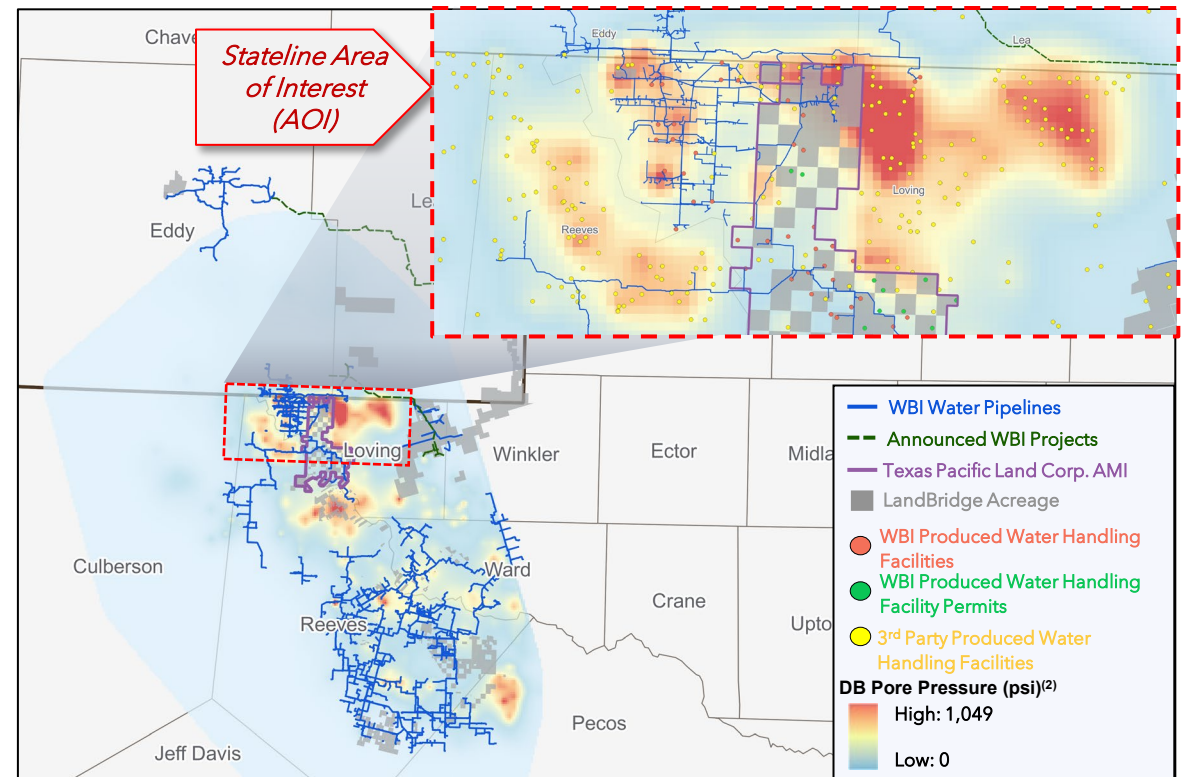 Chave
Stateline Area
of Interest
(AOI)
Eddy
Lea
Loving
Reeves
Le
Eddy
Loving
Winkler
Ector
Midla
Culberson
Ward
Reeves
Crane
Upto
Pecos
Jeff Davis
WBI Water Pipelines
Announced WBI Projects
Texas Pacific Land Corp. AMI
LandBridge Acreage
WBI Produced Water Handling
Facilities
WBI Produced Water Handling
Facility Permits
3rd Party Produced Water
Handling Facilities
DB Pore Pressure (psi)(2)
High: 1,049
Low: 0